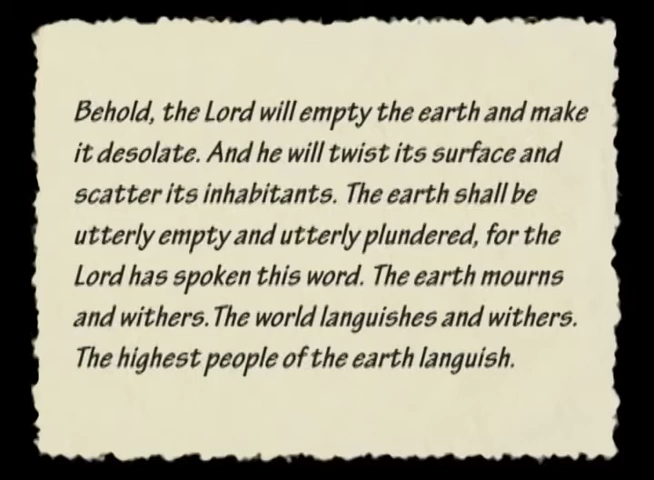 Behold, the Lord will empty the earth and make
it desolate. And he will twist its surface and
scatter its inhabitants. The earth shall be
utterly empty and utterly plundered, for the
Lord has spoken this word. The earth mourns
and withers. The world languishes and withers.
The highest people of the earth languish.